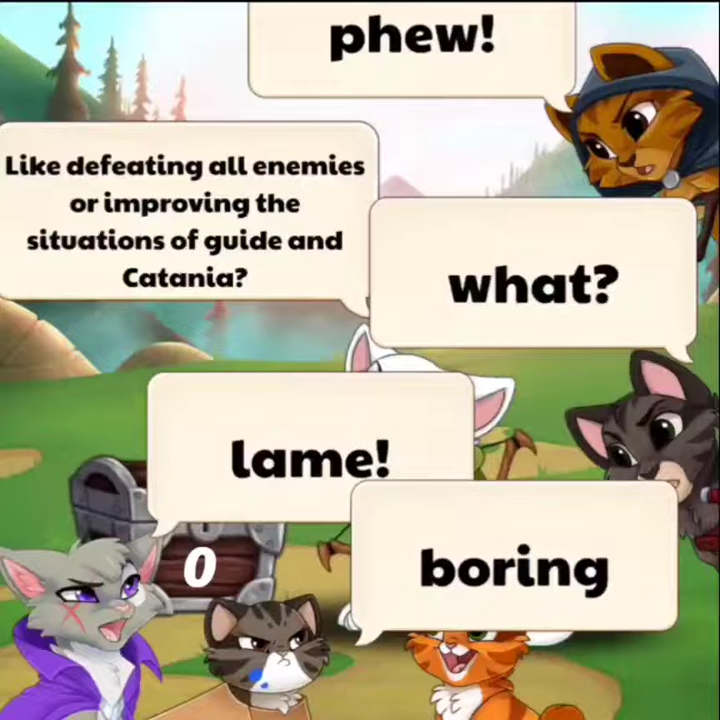 phew!
Like defeating all enemies
or improving the
situations of guide and
Catania?
what?
lame!
0
boring